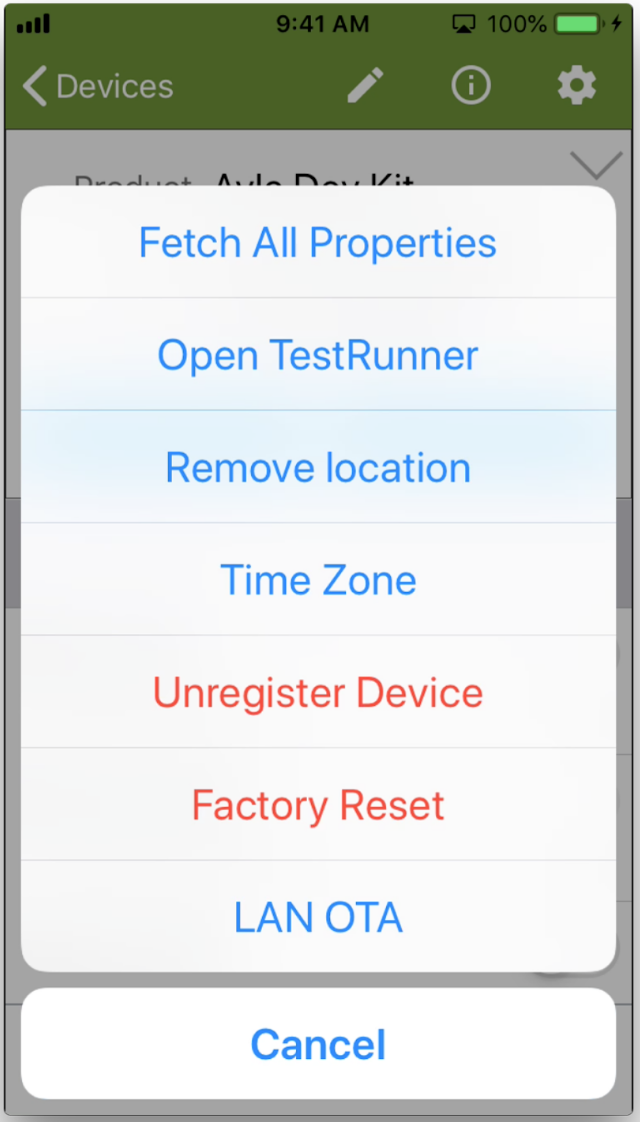 9:41 AM 100%
Devices
Product Ayla Dev Kit
Fetch All Properties
Open TestRunner
Remove location
Time Zone
Unregister Device
Factory Reset
LAN OTA
Cancel